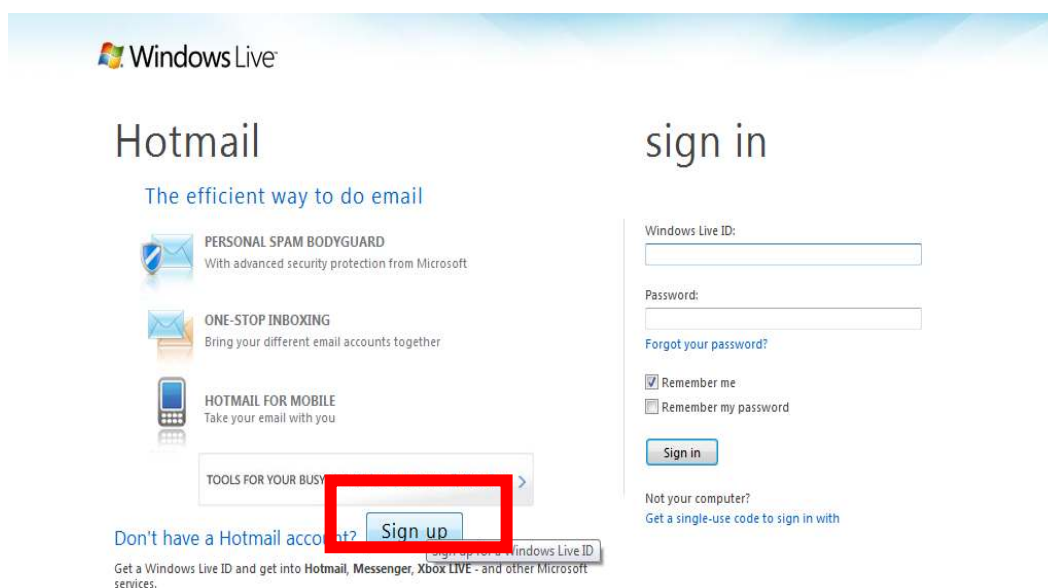 Windows Live
Hotmail
The efficient way to do email
PERSONAL SPAM BODYGUARD
With advanced security protection from Microsoft
ONE-STOP INBOXING
Bring your different email accounts together
HOTMAIL FOR MOBILE
Take your email with you
TOOLS FOR YOUR BUSY
Don't have a Hotmail account? Sign up
Sign up for a Windows Live ID
Get a Windows Live ID and get into Hotmail, Messenger, Xbox LIVE - and other Microsoft
services.
sign in
Windows Live ID:
Password:
Forgot your password?
Remember me
Remember my password
Sign in
Not your computer?
Get a single-use code to sign in with